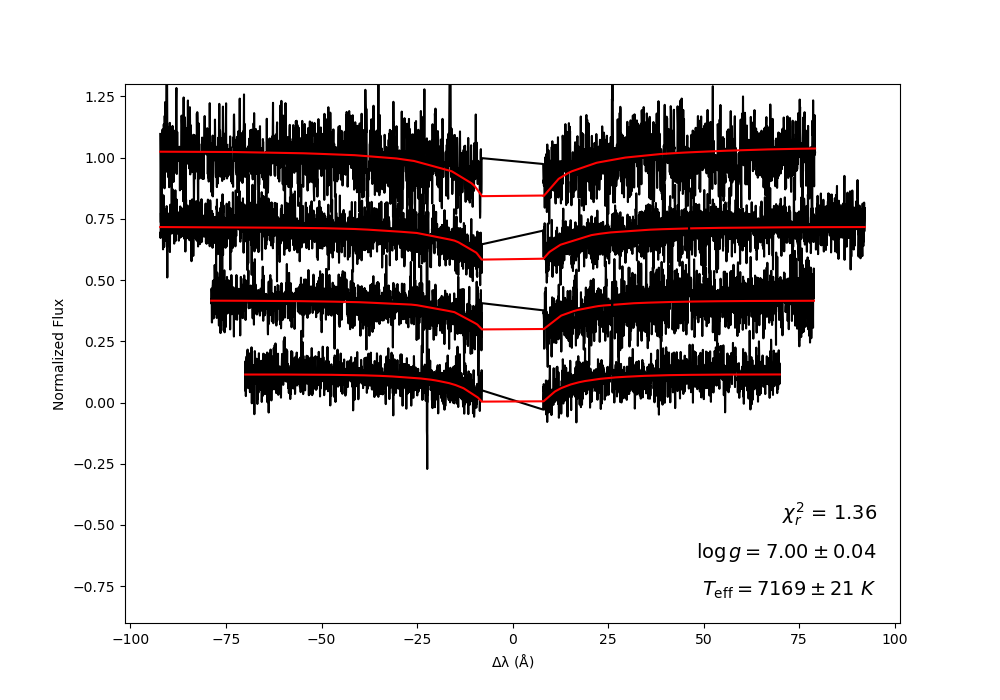 1.25
1.00
0.75
0.50
0.25
0.00
−0.25
−0.50
−0.75
Normalized Flux
χ²ᵣ = 1.36
log g = 7.00 ± 0.04
T_eff = 7169 ± 21 K
−100 −75 −50 −25 0 25 50 75 100
Δλ (Å)